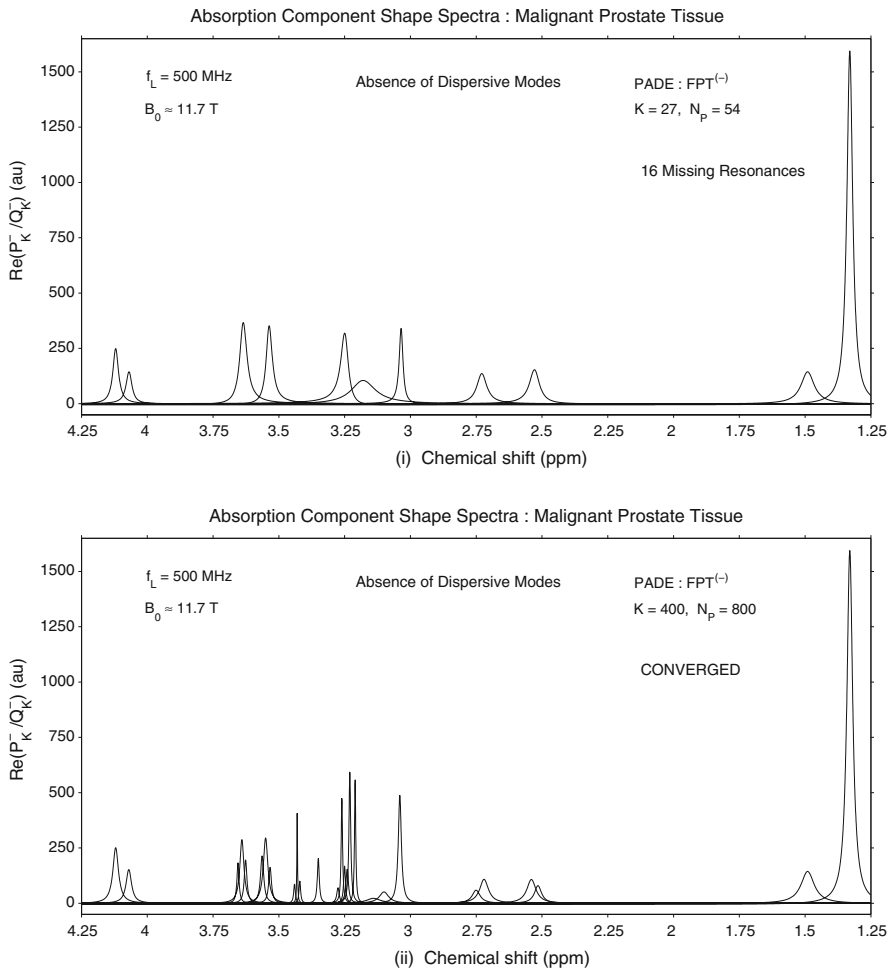 Absorption Component Shape Spectra : Malignant Prostate Tissue
f_L = 500 MHz
B_0 ≈ 11.7 T
Absence of Dispersive Modes
PADE : FPT^(–)
K = 27, N_P = 54
16 Missing Resonances
Re(P_K^– /Q_K^–) (au)
1500
1250
1000
750
500
250
0
4.25 4 3.75 3.5 3.25 3 2.75 2.5 2.25 2 1.75 1.5 1.25
(i) Chemical shift (ppm)
Absorption Component Shape Spectra : Malignant Prostate Tissue
f_L = 500 MHz
B_0 ≈ 11.7 T
Absence of Dispersive Modes
PADE : FPT^(–)
K = 400, N_P = 800
CONVERGED
Re(P_K^– /Q_K^–) (au)
1500
1250
1000
750
500
250
0
4.25 4 3.75 3.5 3.25 3 2.75 2.5 2.25 2 1.75 1.5 1.25
(ii) Chemical shift (ppm)